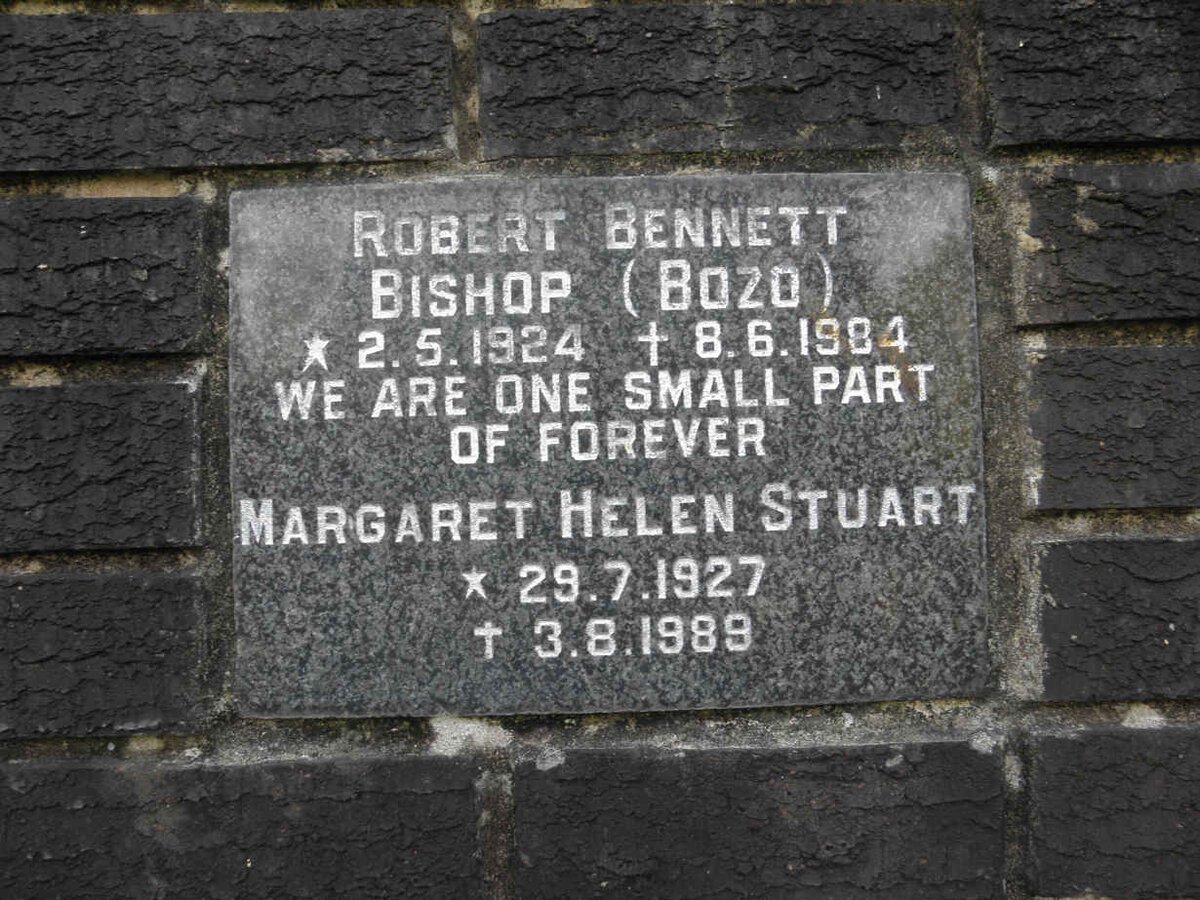 ROBERT BENNETT
BISHOP (BOZO)
★ 2.5.1924 ✝ 8.6.1984
WE ARE ONE SMALL PART
OF FOREVER
MARGARET HELEN STUART
★ 29.7.1927
✝ 3.8.1989